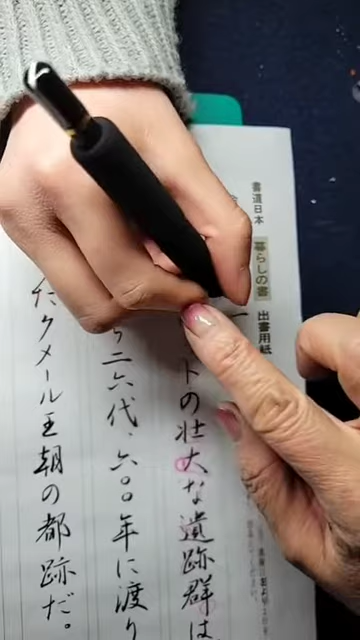 書道日本 暮らしの書 出書用紙
トの壮大な遺跡群は
二六代、六〇〇年に渡り
たクメール王朝の都跡だ。